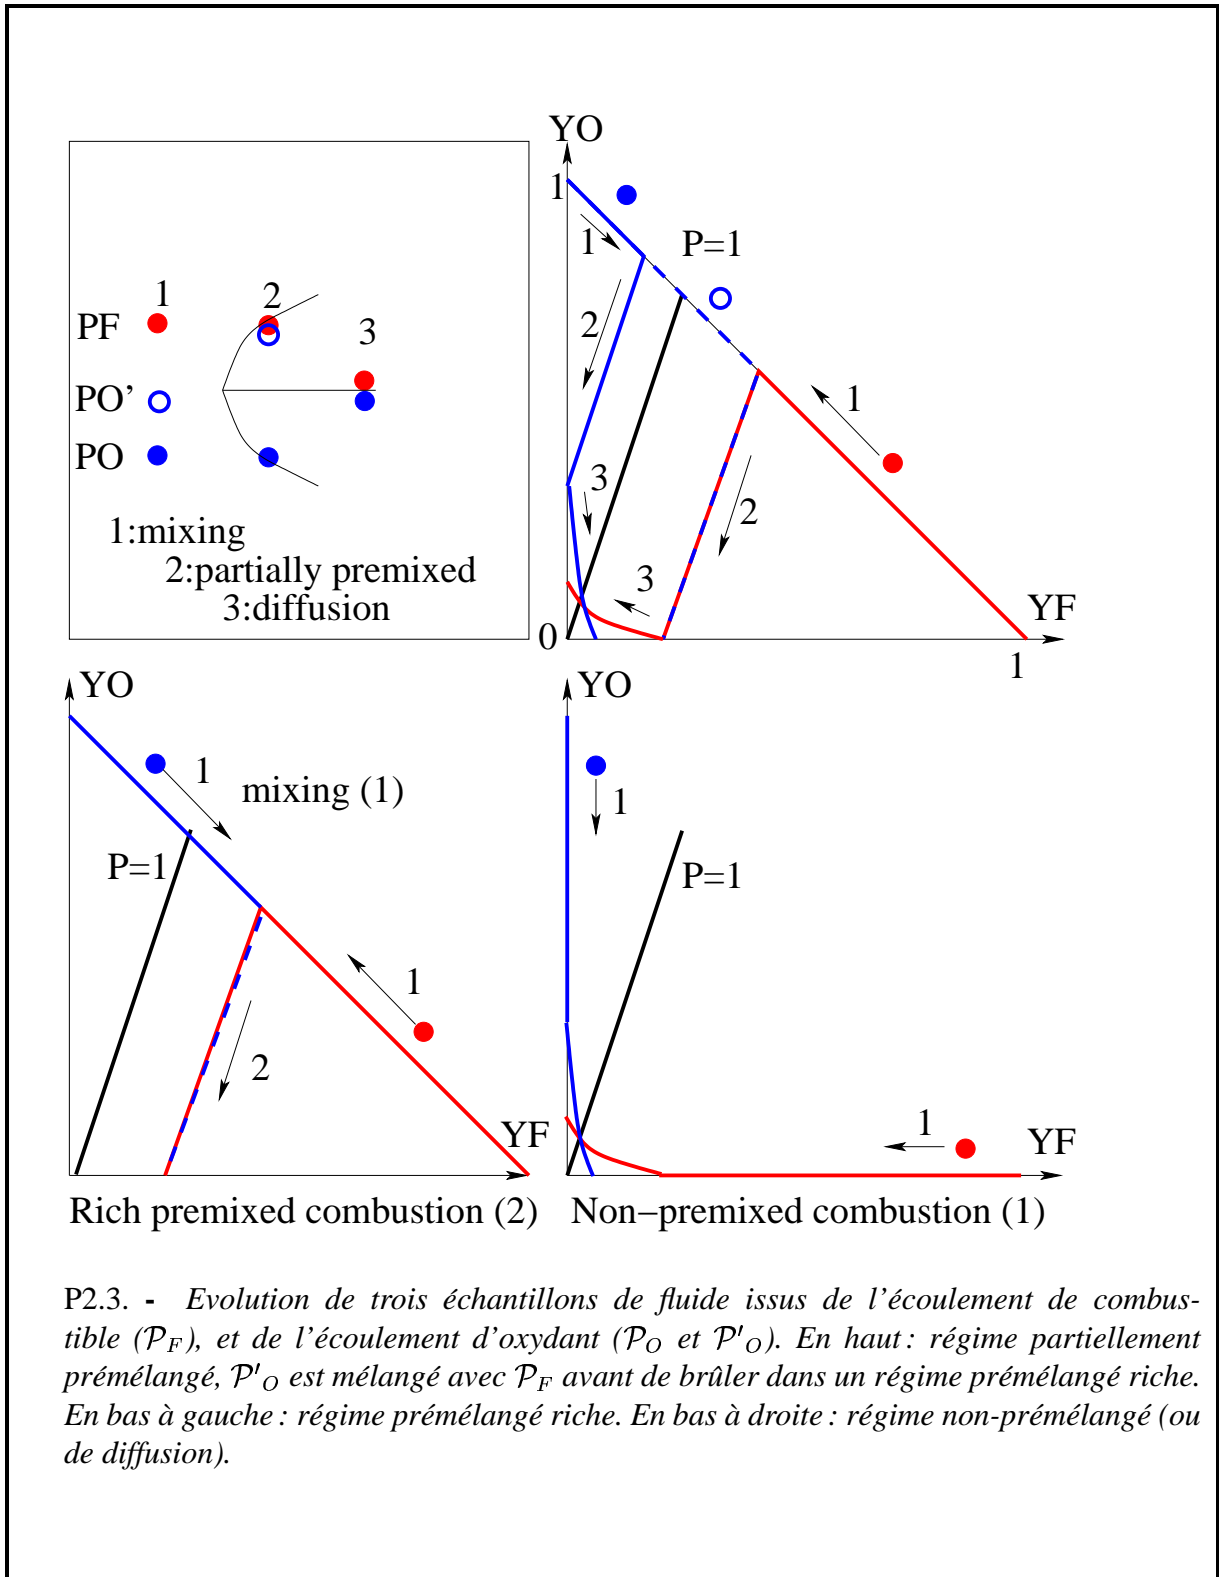 1
2
3
PF
PO'
PO
1:mixing
2:partially premixed
3:diffusion
YO
1
1
P=1
2
3
1
2
3
0
YF
1
YO
1
mixing (1)
P=1
1
2
YF
Rich premixed combustion (2)
YO
1
P=1
1
YF
Non−premixed combustion (1)
P2.3. - Evolution de trois échantillons de fluide issus de l'écoulement de combus-
tible (𝒫F), et de l'écoulement d'oxydant (𝒫O et 𝒫'O). En haut : régime partiellement
prémélangé, 𝒫'O est mélangé avec 𝒫F avant de brûler dans un régime prémélangé riche.
En bas à gauche : régime prémélangé riche. En bas à droite : régime non-prémélangé (ou
de diffusion).